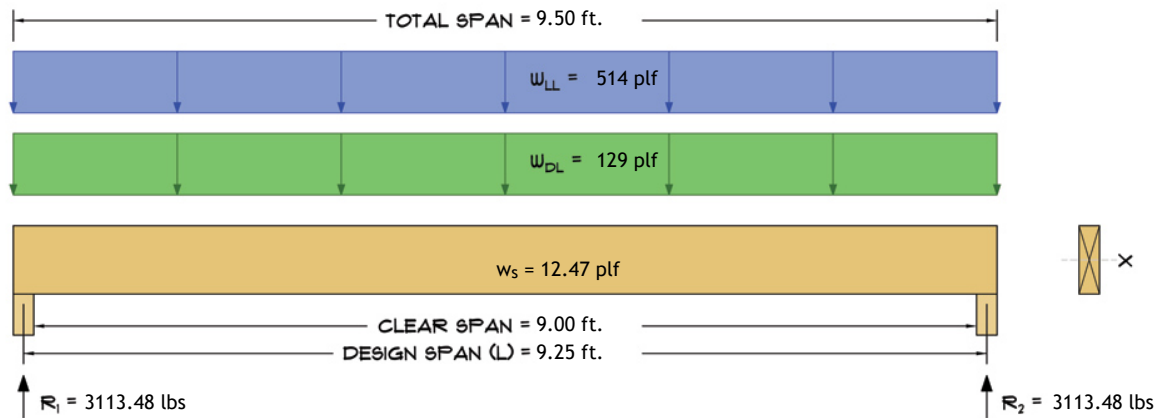 TOTAL SPAN = 9.50 ft.
wLL = 514 plf
wDL = 129 plf
ws = 12.47 plf
X
CLEAR SPAN = 9.00 ft.
DESIGN SPAN (L) = 9.25 ft.
R1 = 3113.48 lbs
R2 = 3113.48 lbs